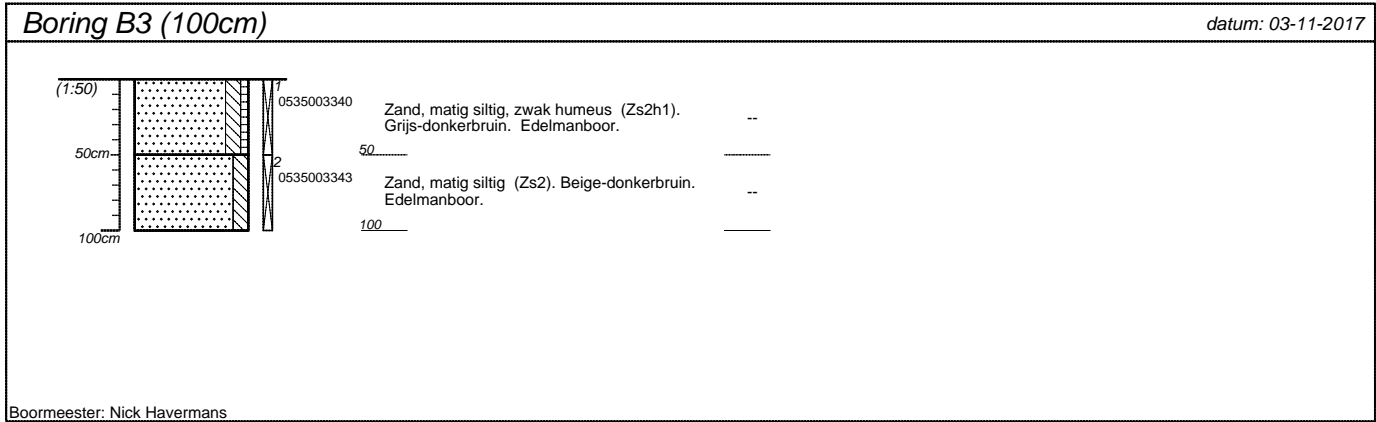 Boring B3 (100cm)
datum: 03-11-2017
(1:50)
1
0535003340
Zand, matig siltig, zwak humeus (Zs2h1).
Grijs-donkerbruin. Edelmanboor.
--
50cm
50
2
0535003343
Zand, matig siltig (Zs2). Beige-donkerbruin.
Edelmanboor.
--
100
100cm
Boormeester: Nick Havermans